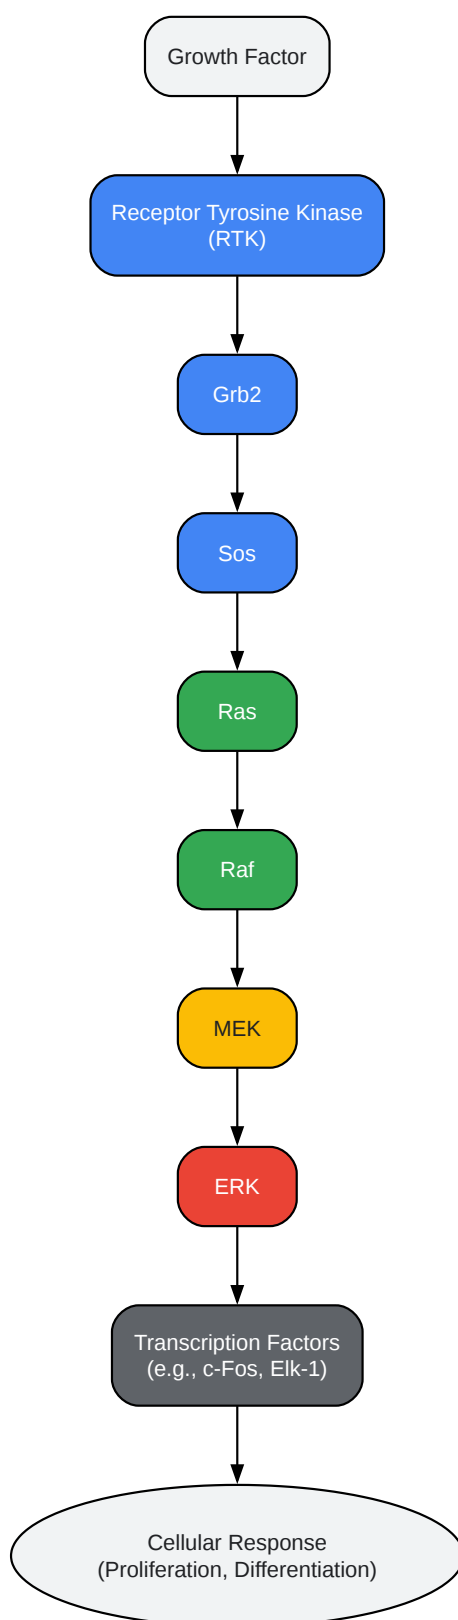 Growth Factor
Receptor Tyrosine Kinase
(RTK)
Grb2
Sos
Ras
Raf
MEK
ERK
Transcription Factors
(e.g., c-Fos, Elk-1)
Cellular Response
(Proliferation, Differentiation)